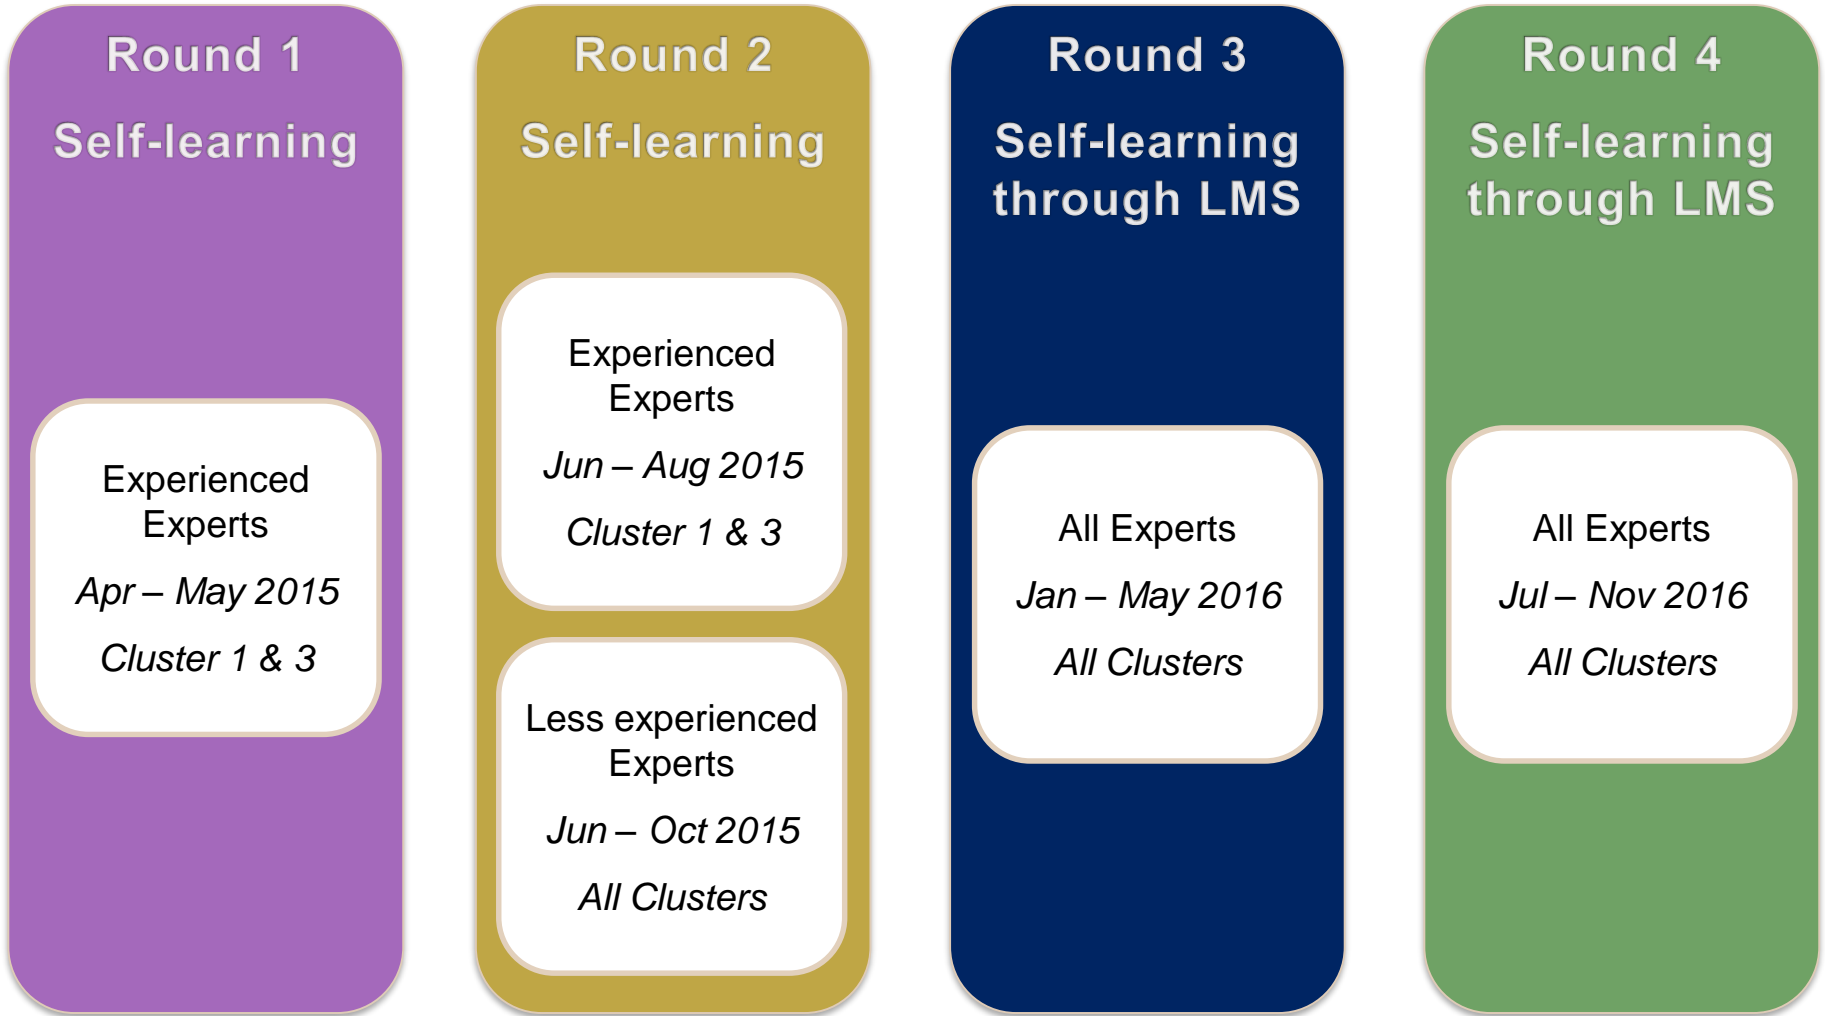 Round 1
Self-learning
Experienced
Experts
Apr – May 2015
Cluster 1 & 3
Round 2
Self-learning
Experienced
Experts
Jun – Aug 2015
Cluster 1 & 3
Less experienced
Experts
Jun – Oct 2015
All Clusters
Round 3
Self-learning
through LMS
All Experts
Jan – May 2016
All Clusters
Round 4
Self-learning
through LMS
All Experts
Jul – Nov 2016
All Clusters